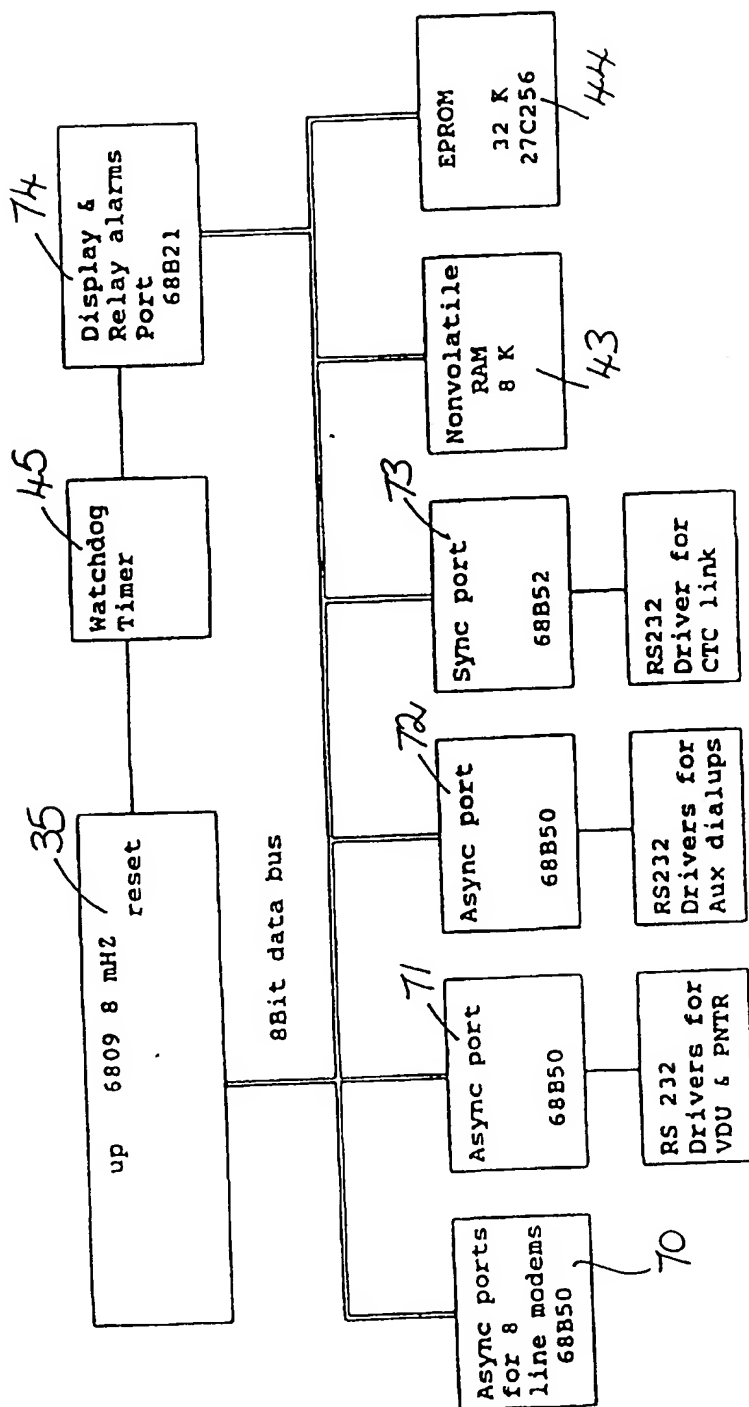 35
up 6809 8 mHZ
reset
45
Watchdog
Timer
74
Display &
Relay alarms
Port
68B21
8Bit data bus
Async ports
for 8
line modems
68B50
70
71
Async port
68B50
RS 232
Drivers for
VDU & PNTR
72
Async port
68B50
RS232
Drivers for
Aux dialups
73
Sync port
68B52
RS232
Driver for
CTC link
Nonvolatile
RAM
8 K
43
EPROM
32 K
27C256
44